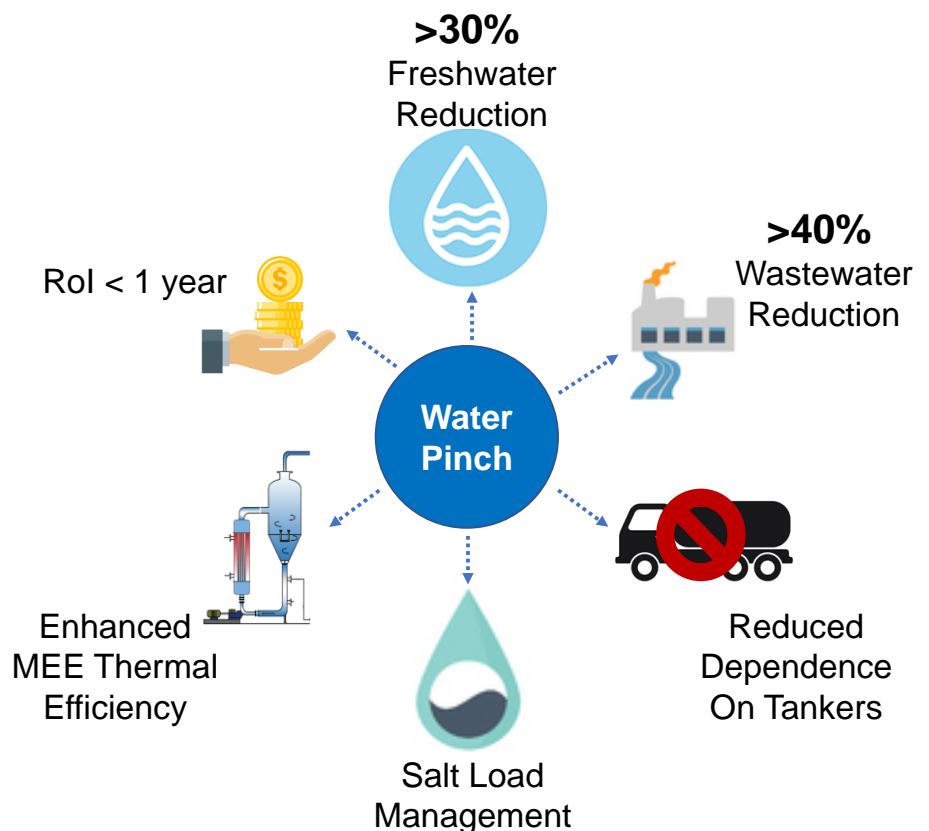 >30%
Freshwater
Reduction
>40%
Wastewater
Reduction
RoI < 1 year
$
Water
Pinch
Enhanced
MEE Thermal
Efficiency
Reduced
Dependence
On Tankers
Salt Load
Management